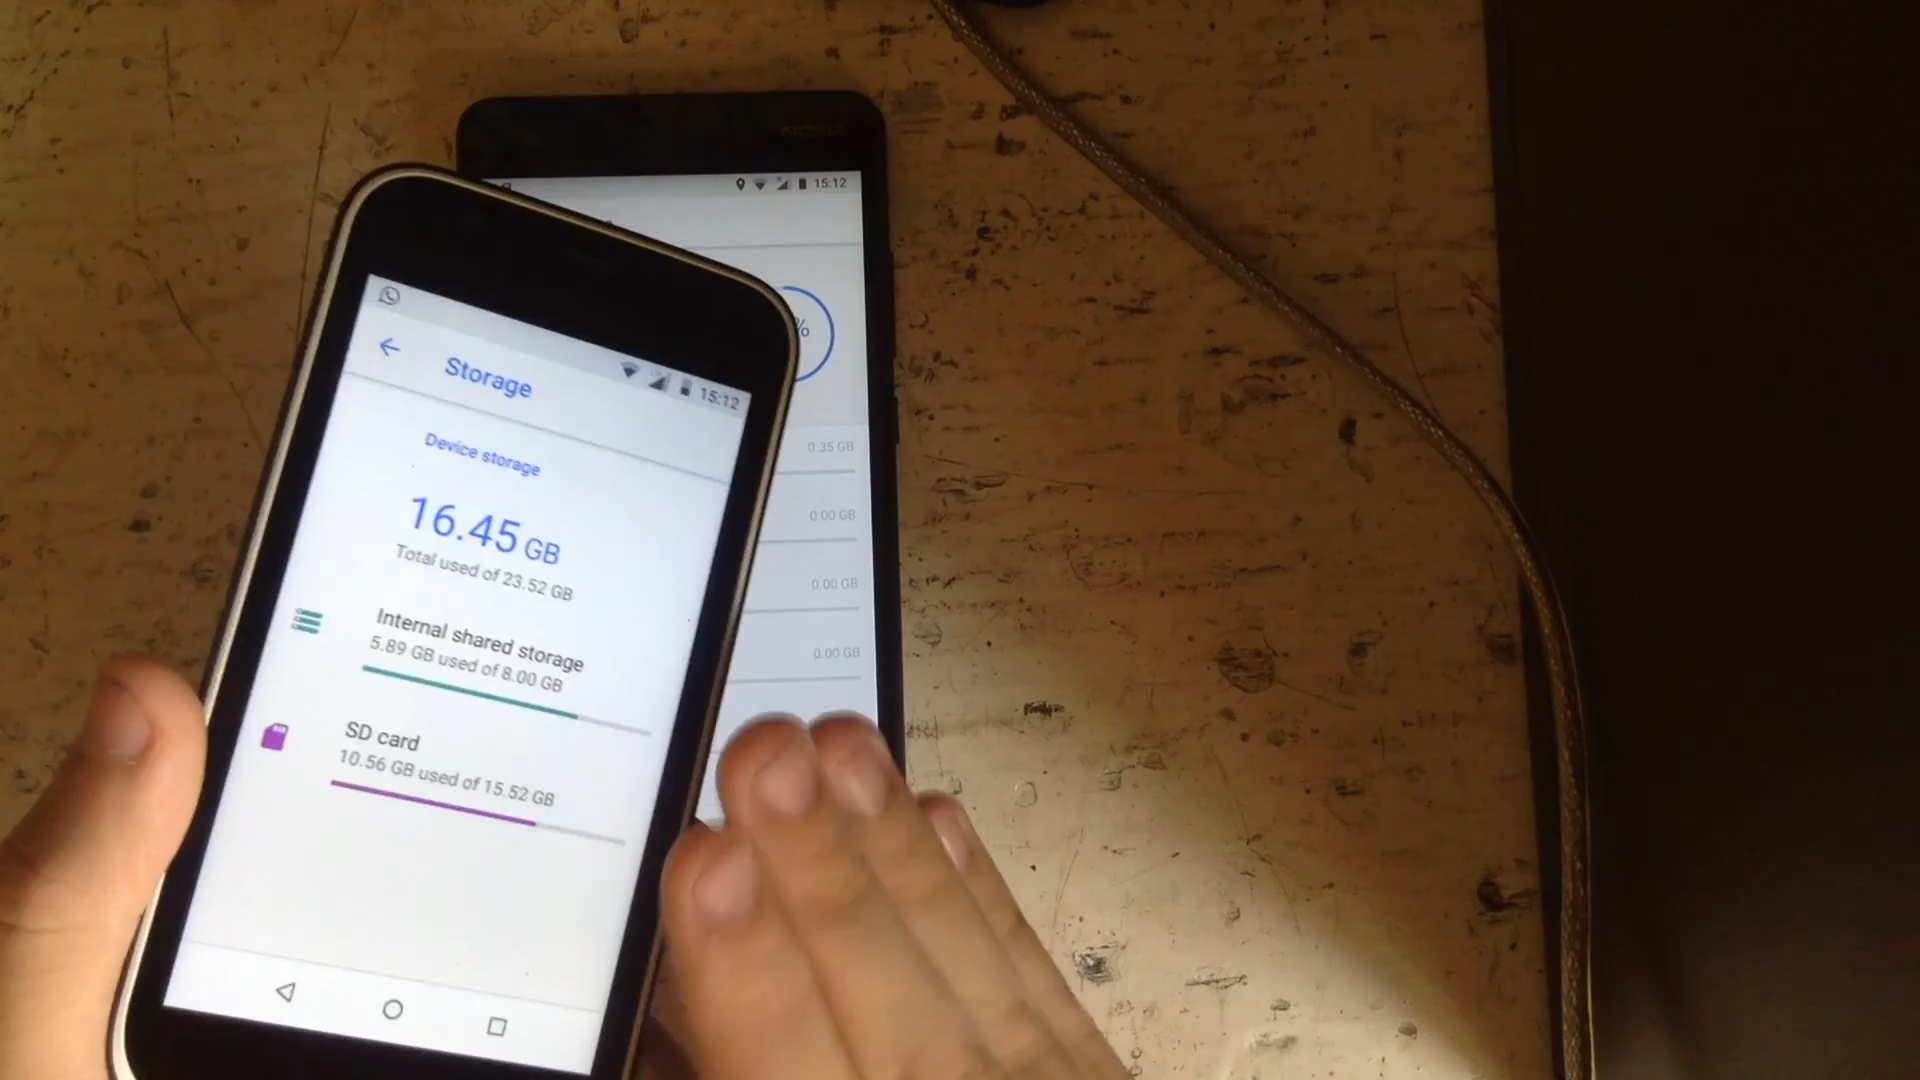 NOKIA
15:12
%
0.35 GB
0.00 GB
0.00 GB
0.00 GB
15:12
Storage
Device storage
16.45 GB
Total used of 23.52 GB
Internal shared storage
5.89 GB used of 8.00 GB
SD card
10.56 GB used of 15.52 GB